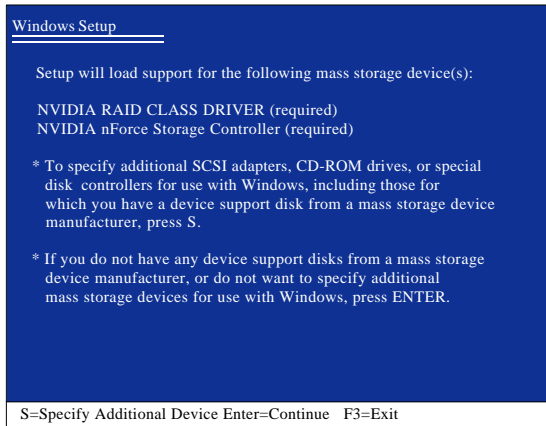 Windows Setup
Setup will load support for the following mass storage device(s):
NVIDIA RAID CLASS DRIVER (required)
NVIDIA nForce Storage Controller (required)
* To specify additional SCSI adapters, CD-ROM drives, or special
disk controllers for use with Windows, including those for
which you have a device support disk from a mass storage device
manufacturer, press S.
* If you do not have any device support disks from a mass storage
device manufacturer, or do not want to specify additional
mass storage devices for use with Windows, press ENTER.
S=Specify Additional Device Enter=Continue F3=Exit